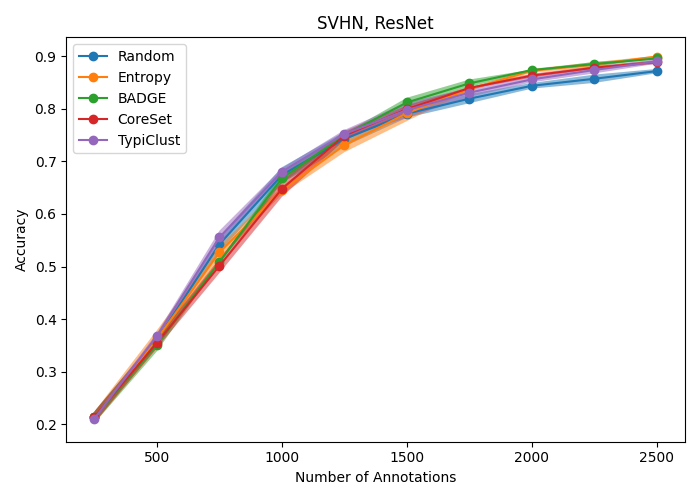 SVHN, ResNet
Random
Entropy
BADGE
CoreSet
TypiClust
Accuracy
0.9
0.8
0.7
0.6
0.5
0.4
0.3
0.2
500
1000
1500
2000
2500
Number of Annotations